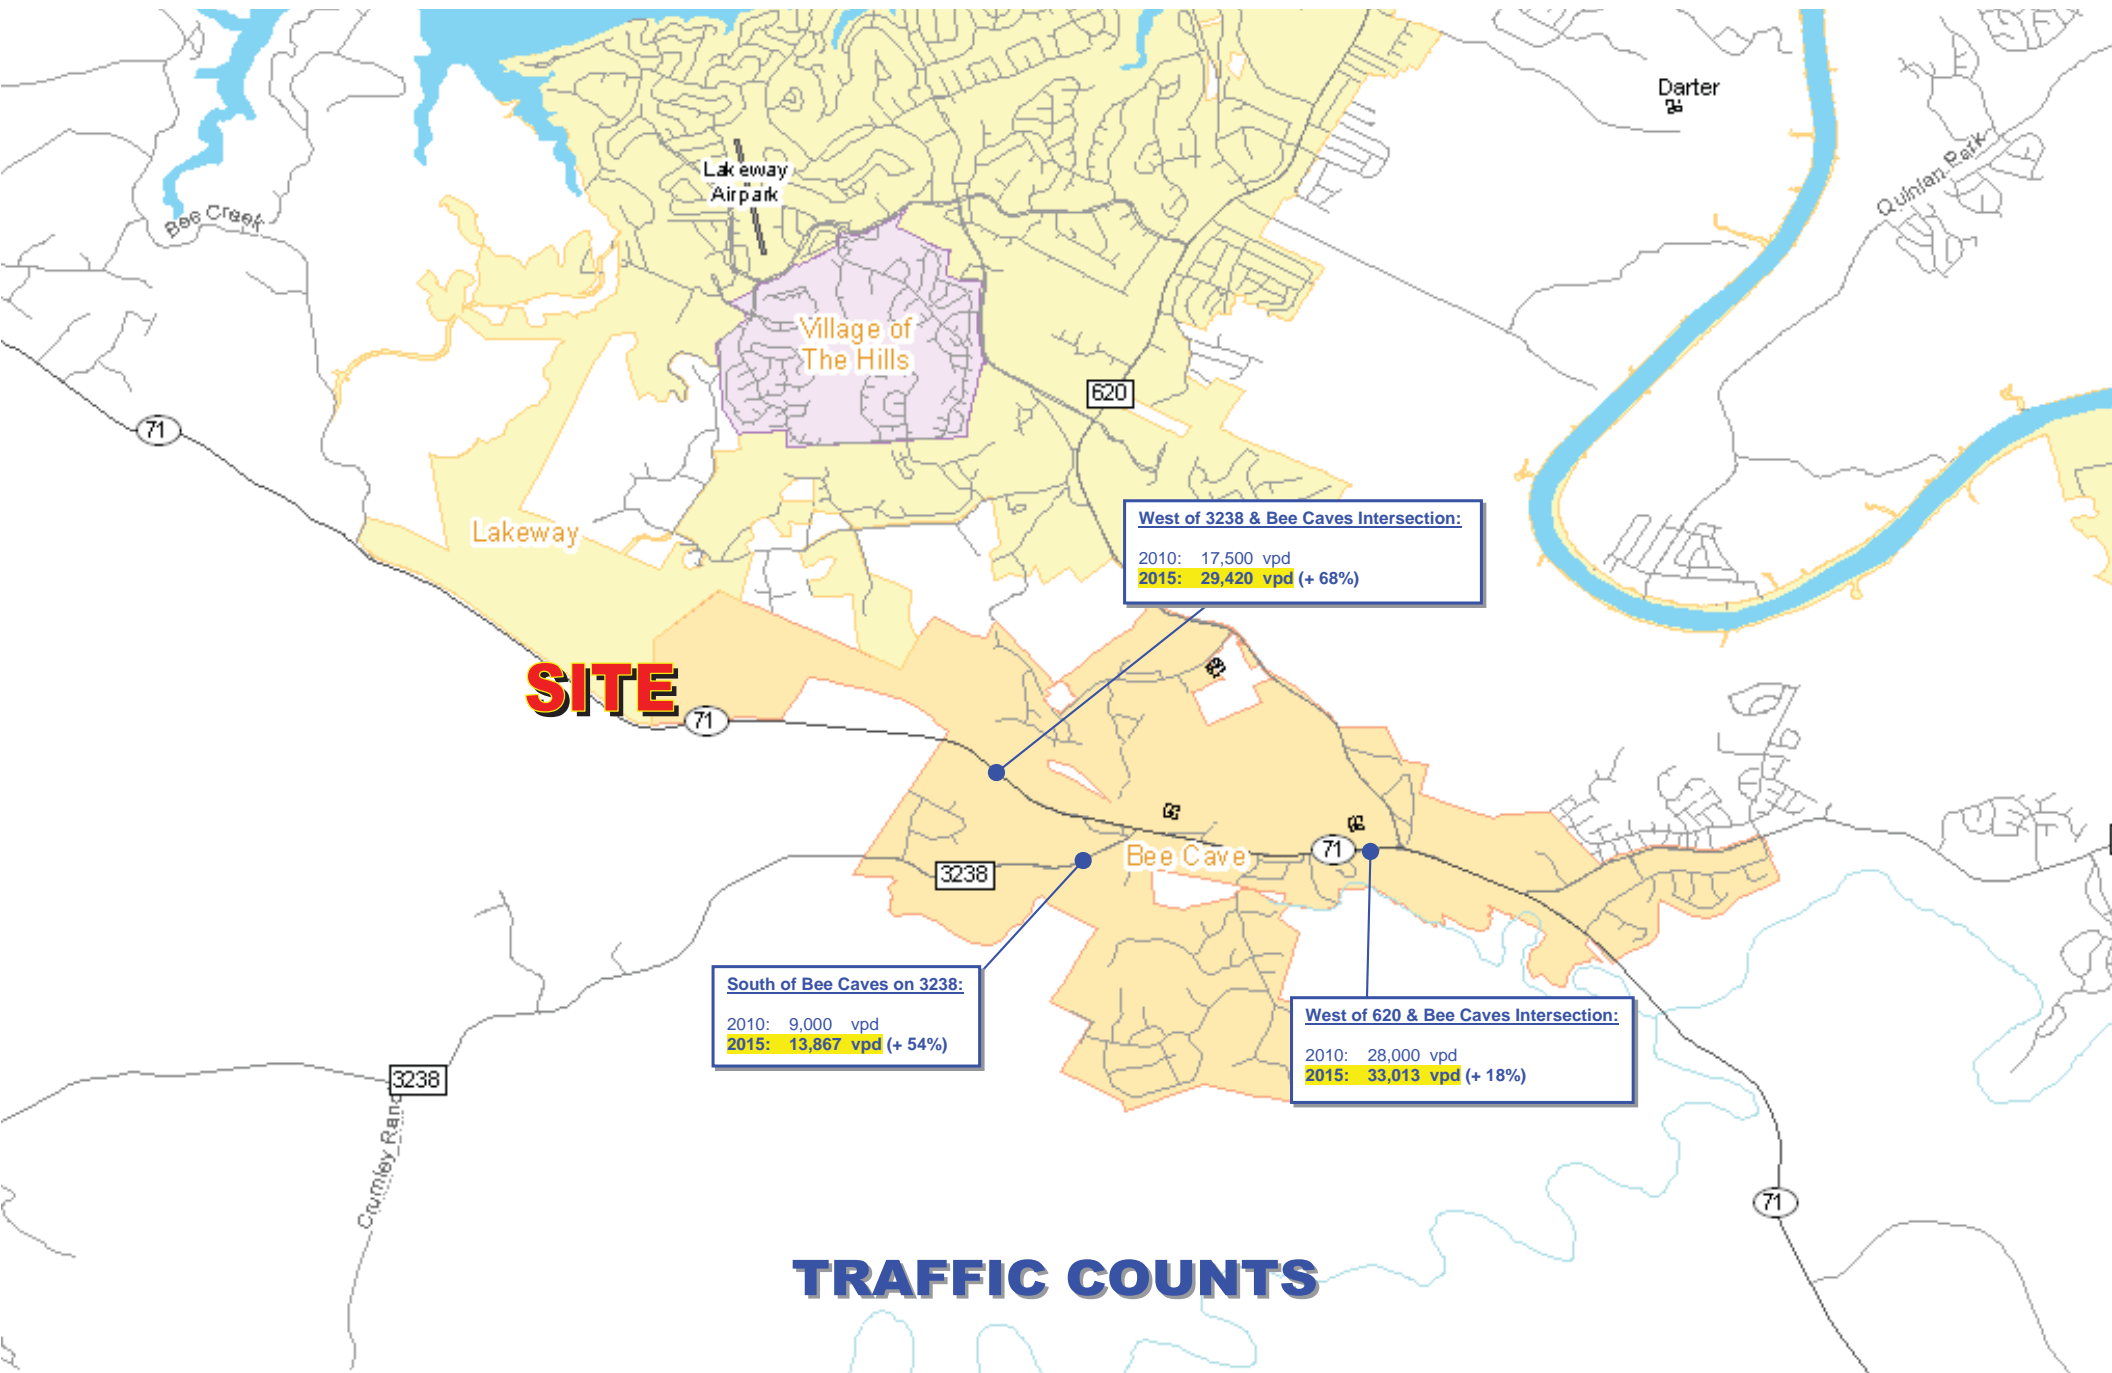 Darter
Quinlan Park
Lakeway
Airpark
Bee Creek
Village of
The Hills
620
71
West of 3238 & Bee Caves Intersection:
2010: 17,500 vpd
2015: 29,420 vpd (+ 68%)
Lakeway
SITE
71
71
Bee Cave
3238
South of Bee Caves on 3238:
2010: 9,000 vpd
2015: 13,867 vpd (+ 54%)
West of 620 & Bee Caves Intersection:
2010: 28,000 vpd
2015: 33,013 vpd (+ 18%)
3238
Crumley Ranc
71
TRAFFIC COUNTS